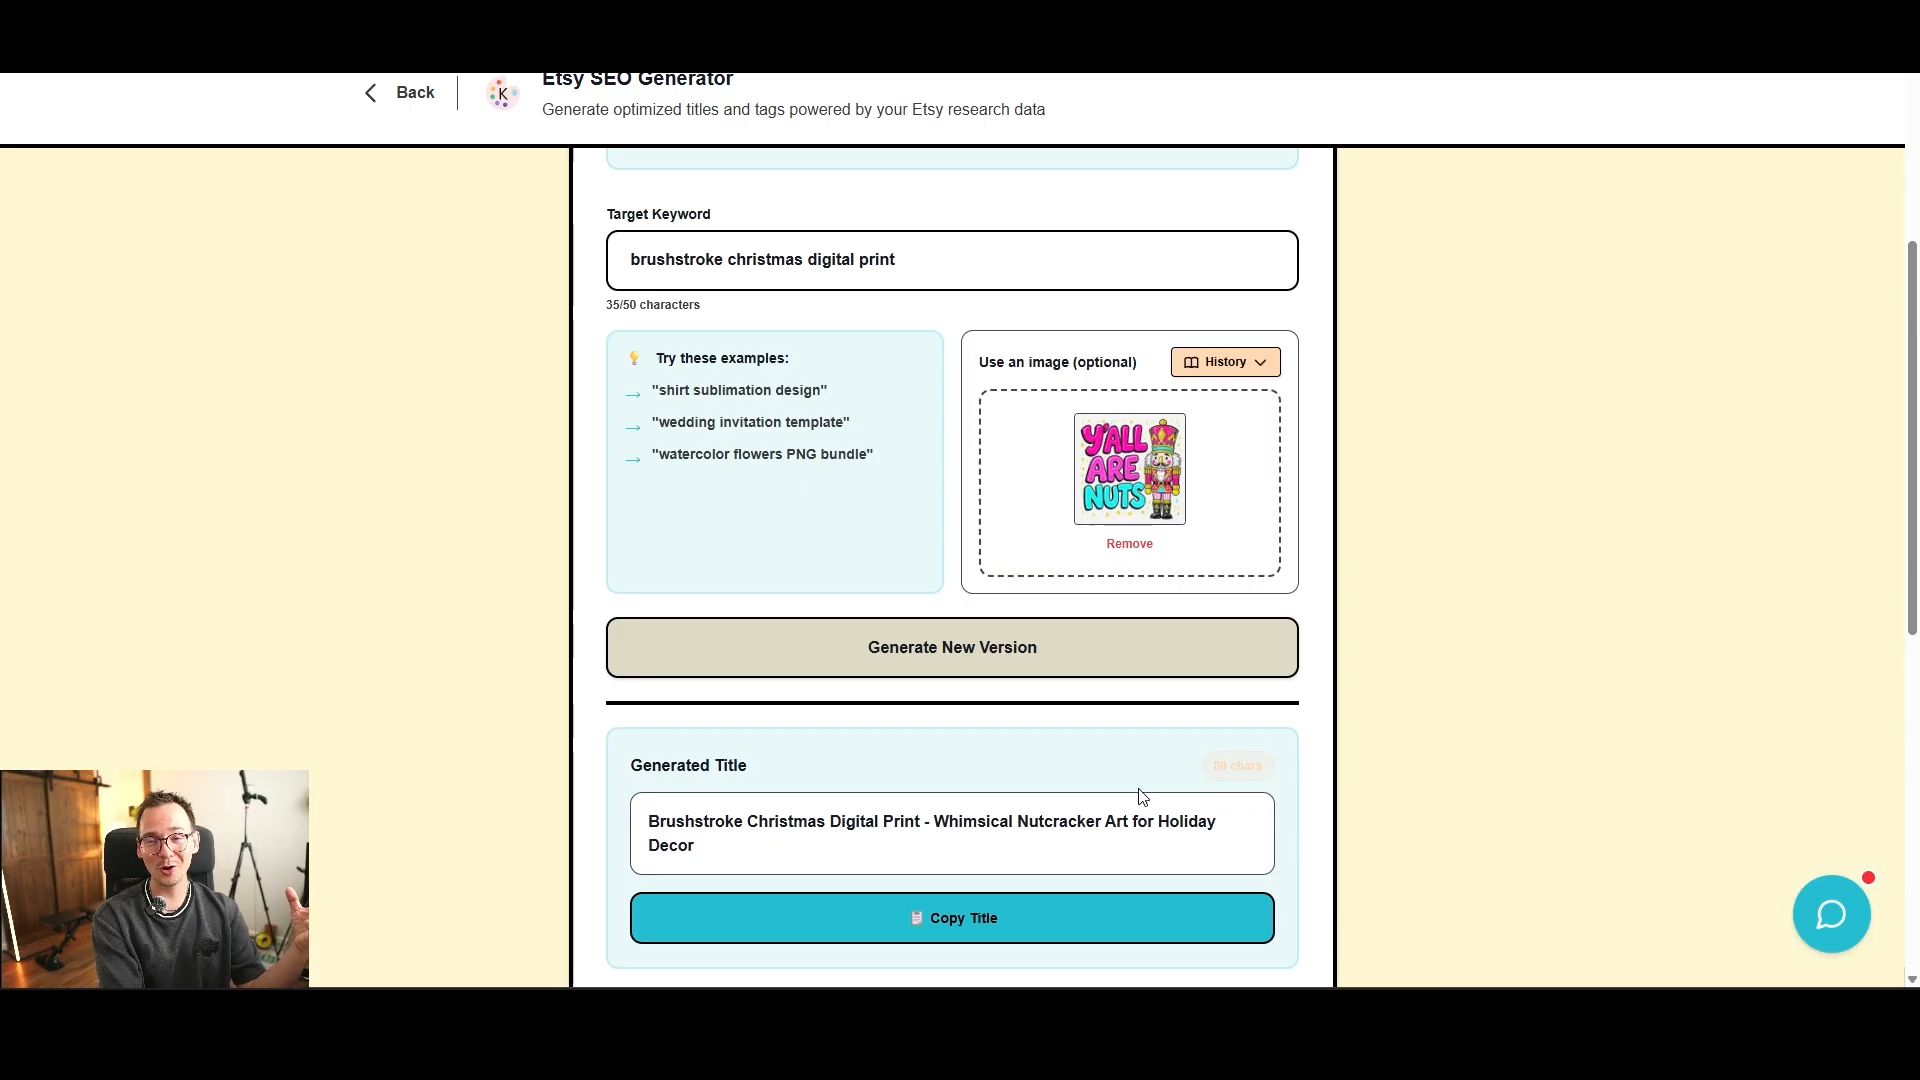 Etsy SEO Generator
Back
K
Generate optimized titles and tags powered by your Etsy research data
Target Keyword
brushstroke christmas digital print
35/50 characters
Try these examples:
→ "shirt sublimation design"
→ "wedding invitation template"
→ "watercolor flowers PNG bundle"
Use an image (optional)
History
Y'ALL
ARE
NUTS
Remove
Generate New Version
Generated Title
80 chars
Brushstroke Christmas Digital Print - Whimsical Nutcracker Art for Holiday
Decor
Copy Title